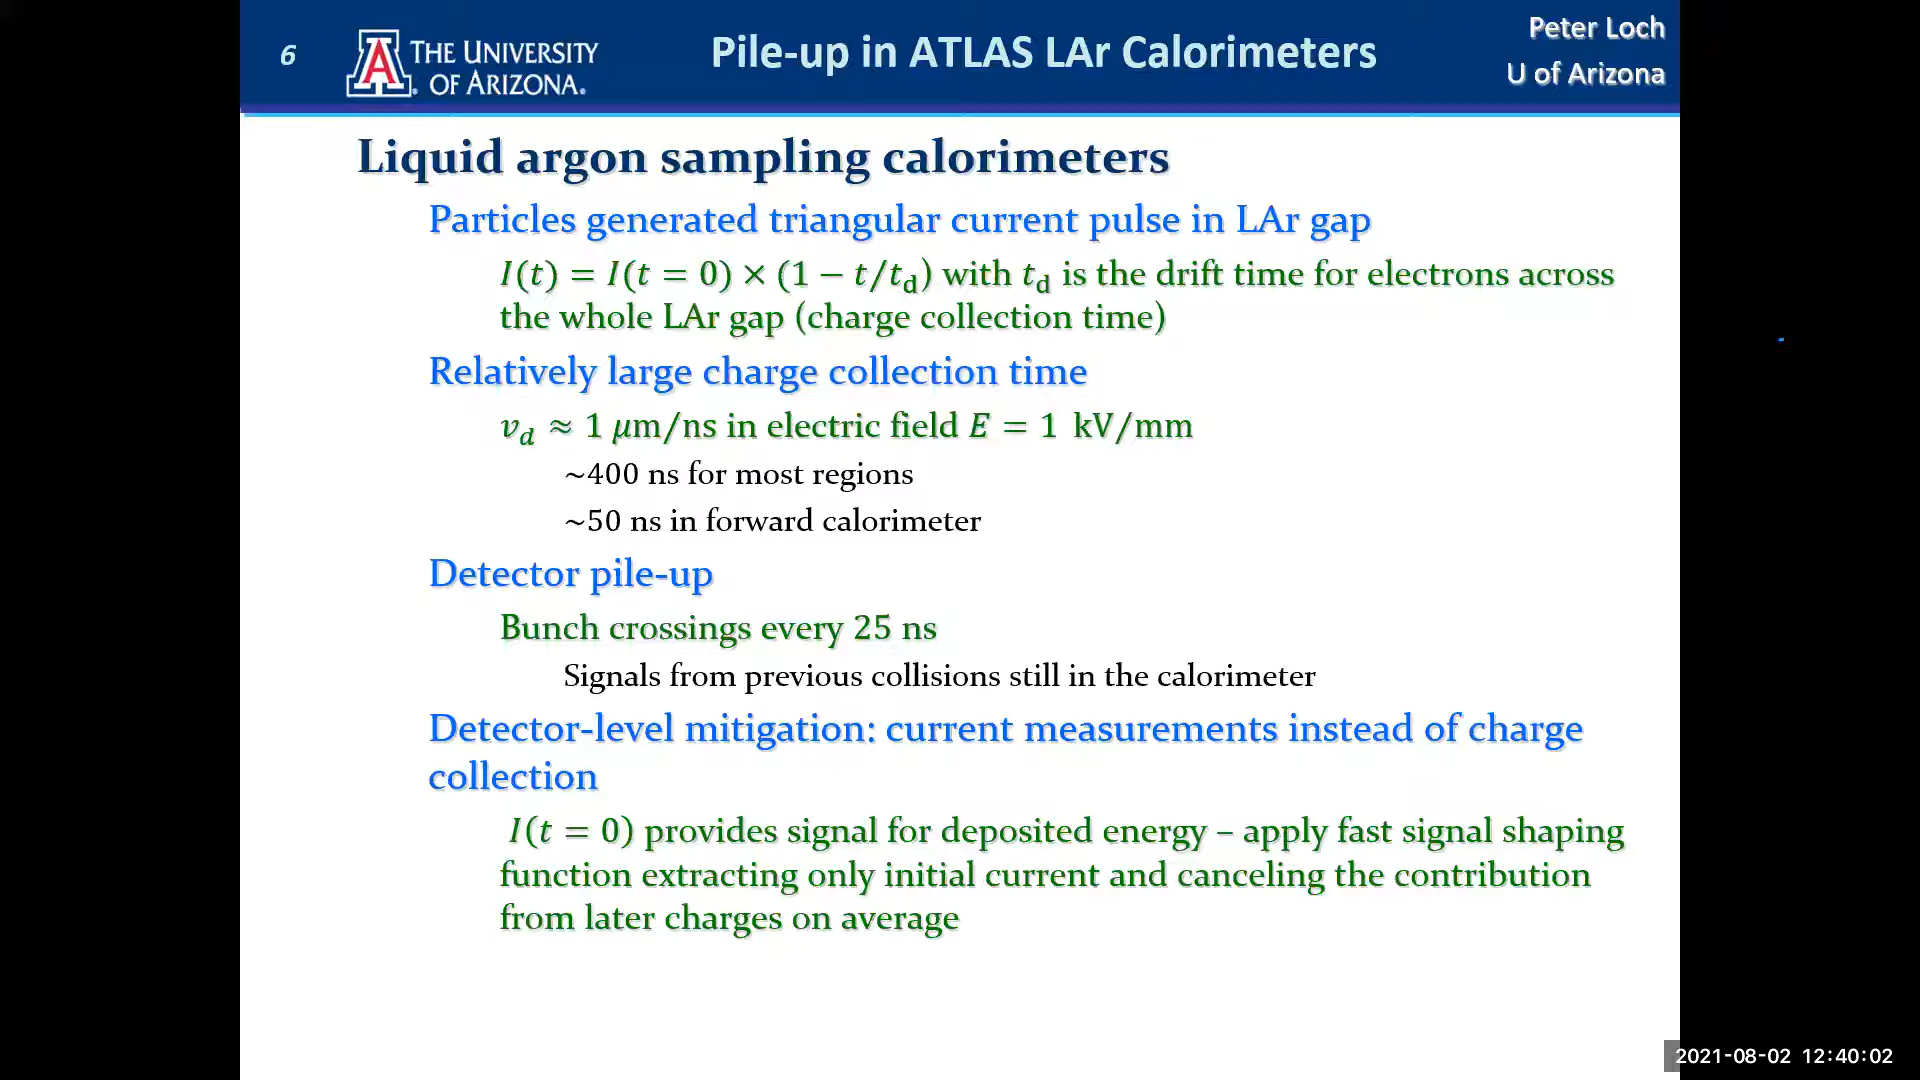 6
THE UNIVERSITY
OF ARIZONA.
A
Pile-up in ATLAS LAr Calorimeters
Peter Loch
U of Arizona
Liquid argon sampling calorimeters
Particles generated triangular current pulse in LAr gap
I(t) = I(t = 0) × (1 − t/t_d) with t_d is the drift time for electrons across
the whole LAr gap (charge collection time)
Relatively large charge collection time
v_d ≈ 1 μm/ns in electric field E = 1 kV/mm
~400 ns for most regions
~50 ns in forward calorimeter
Detector pile-up
Bunch crossings every 25 ns
Signals from previous collisions still in the calorimeter
Detector-level mitigation: current measurements instead of charge
collection
I(t = 0) provides signal for deposited energy – apply fast signal shaping
function extracting only initial current and canceling the contribution
from later charges on average
2021-08-02 12:40:02